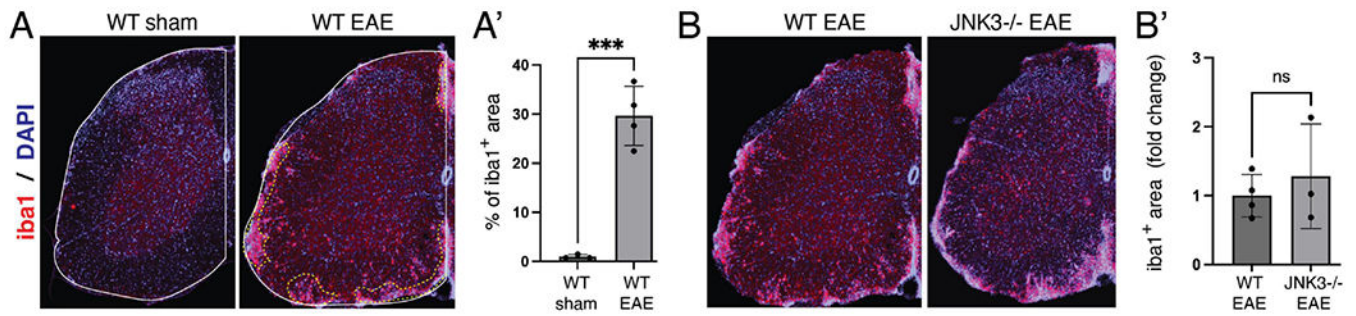 A
WT sham
WT EAE
iba1 / DAPI
A'
***
% of iba1+ area
40
30
20
10
0
WT
sham
WT
EAE
B
WT EAE
JNK3-/- EAE
B'
ns
iba1+ area (fold change)
3
2
1
0
WT
EAE
JNK3-/-
EAE